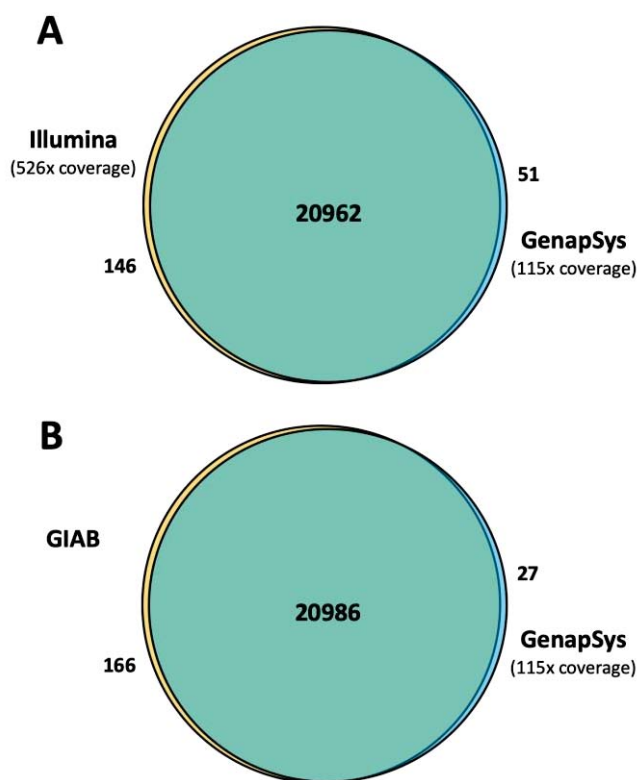 A
Illumina
(526x coverage)
146
20962
51
GenapSys
(115x coverage)
B
GIAB
166
20986
27
GenapSys
(115x coverage)